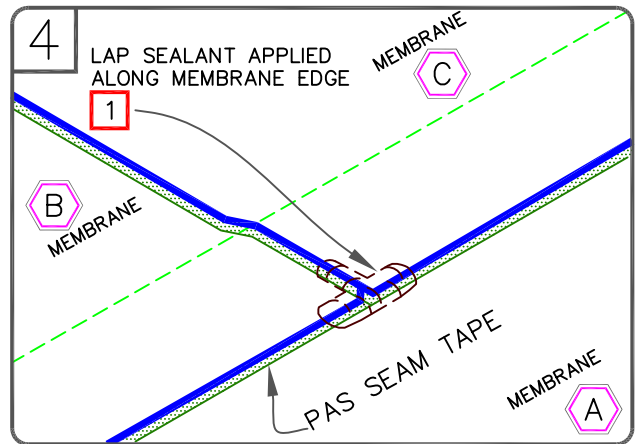 4
LAP SEALANT APPLIED
ALONG MEMBRANE EDGE
1
MEMBRANE
C
B
MEMBRANE
PAS SEAM TAPE
MEMBRANE
A